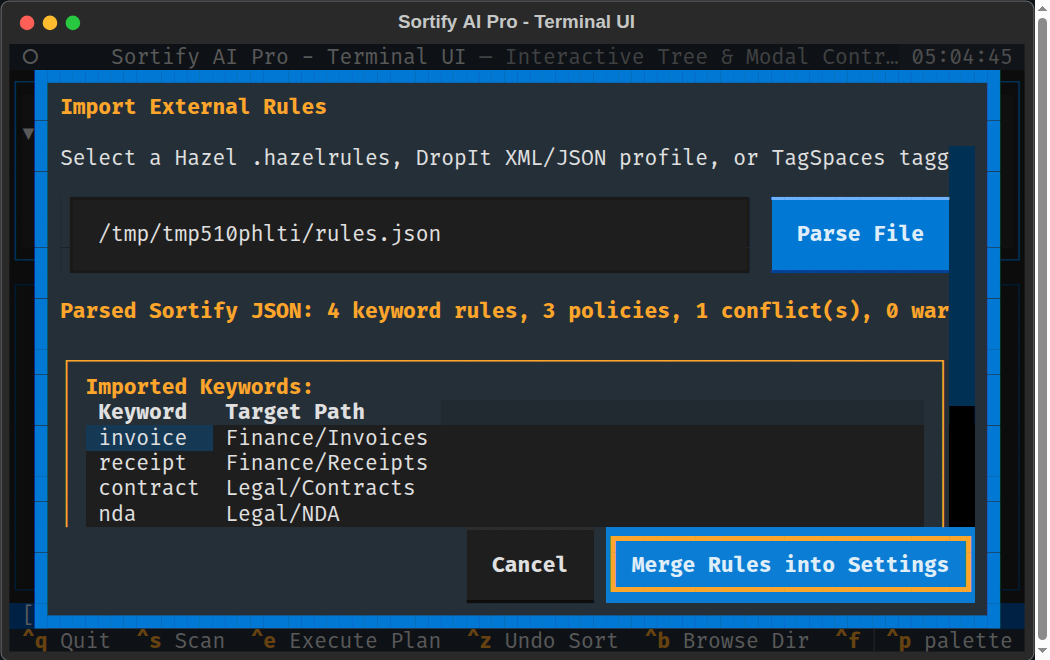 Sortify AI Pro - Terminal UI
Sortify AI Pro – Terminal UI — Interactive Tree & Modal Contr… 05:04:45
Import External Rules
Select a Hazel .hazelrules, DropIt XML/JSON profile, or TagSpaces tagg
/tmp/tmp510phlti/rules.json
Parse File
Parsed Sortify JSON: 4 keyword rules, 3 policies, 1 conflict(s), 0 war
Imported Keywords:
Keyword Target Path
invoice Finance/Invoices
receipt Finance/Receipts
contract Legal/Contracts
nda Legal/NDA
Cancel Merge Rules into Settings
[
^q Quit ^s Scan ^e Execute Plan ^z Undo Sort ^b Browse Dir ^f ^p palette